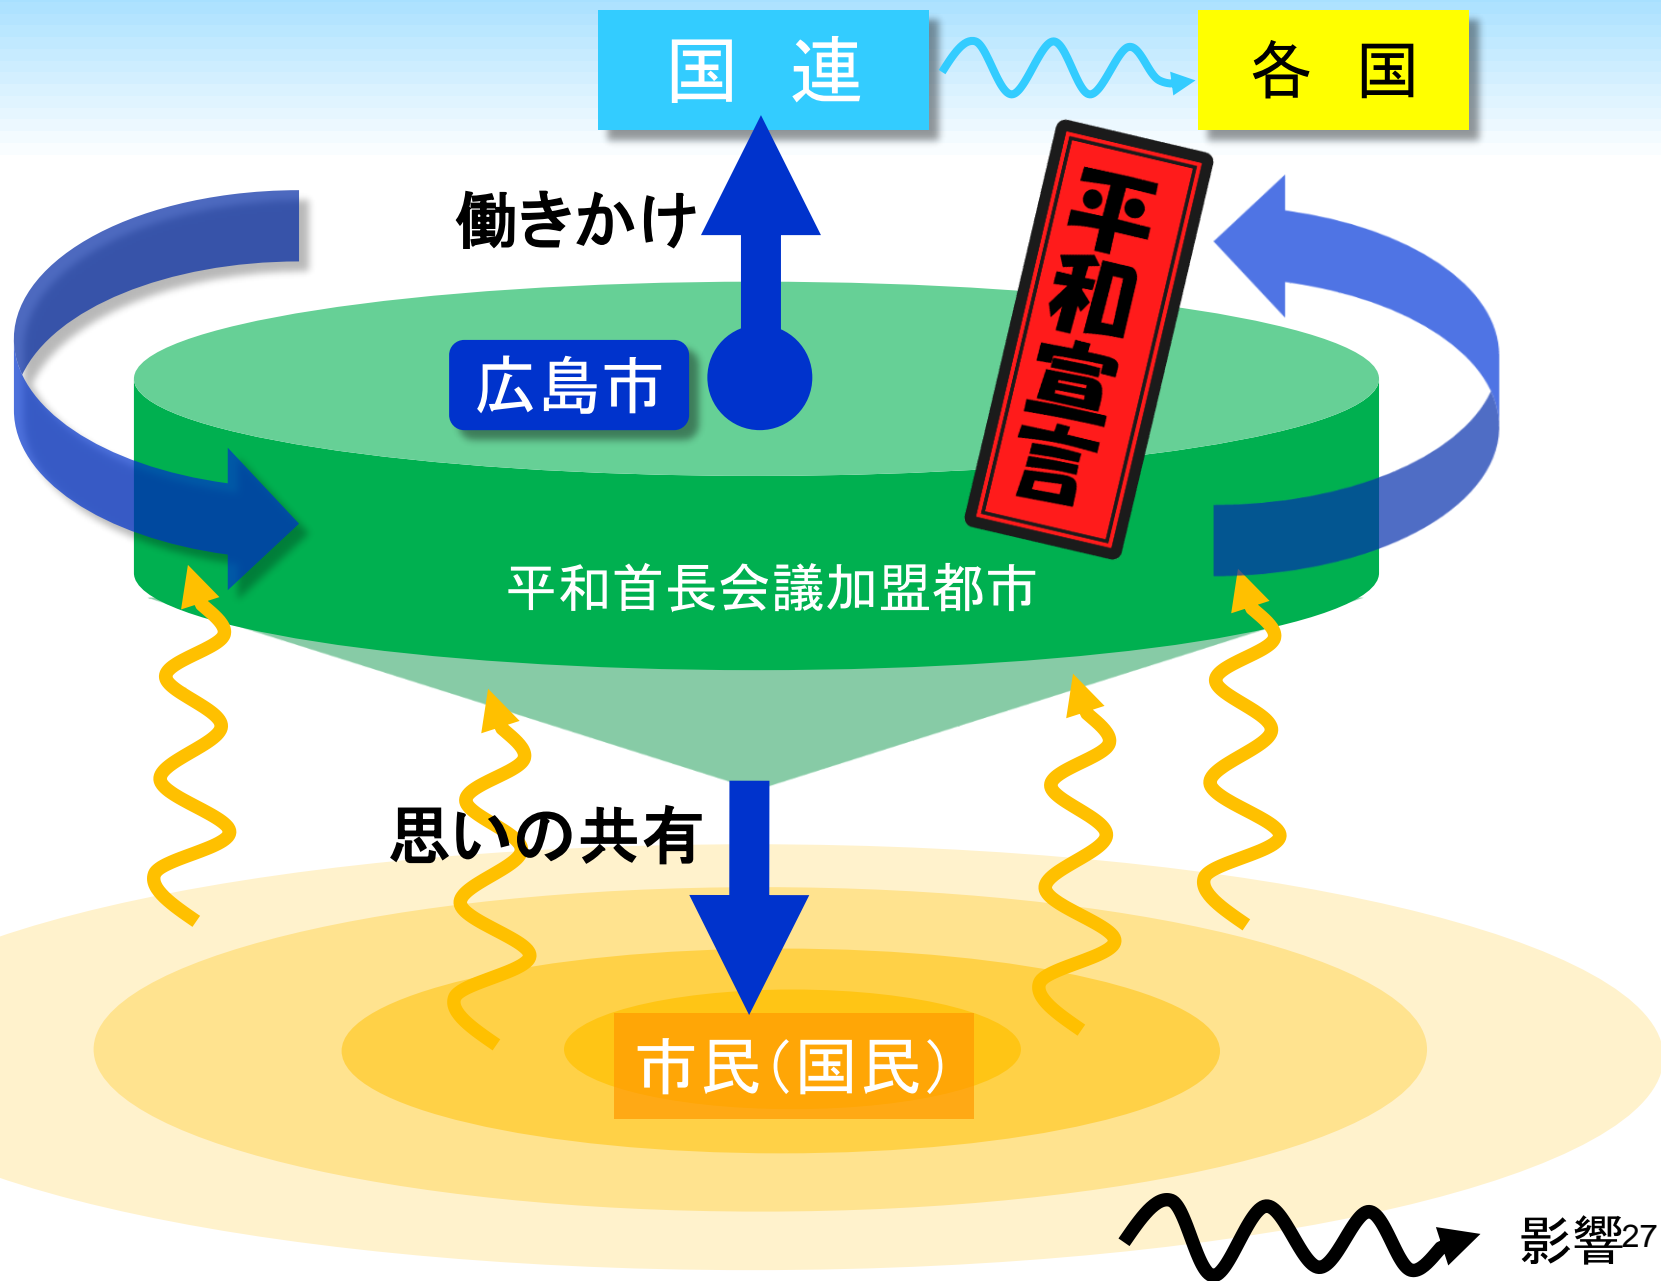 国　連
各　国
働きかけ
平和宣言
広島市
平和首長会議加盟都市
思いの共有
市民（国民）
影響
27